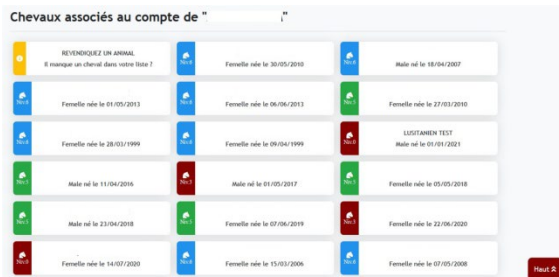 Chevaux associés au compte de " "
REVENDIQUEZ UN ANIMAL
Il manque un cheval dans votre liste ?
Femelle née le 30/05/2010
Male né le 18/04/2007
Femelle née le 01/05/2013
Femelle née le 06/06/2013
Femelle née le 27/03/2010
Femelle née le 28/03/1999
Femelle née le 09/04/1999
LUSITANIEN TEST
Male né le 01/01/2021
Male né le 11/04/2016
Male né le 01/05/2017
Femelle née le 05/05/2018
Male né le 23/04/2018
Femelle née le 07/06/2019
Femelle née le 22/06/2020
Femelle née le 14/07/2020
Femelle née le 15/03/2006
Femelle née le 07/05/2008
Haut